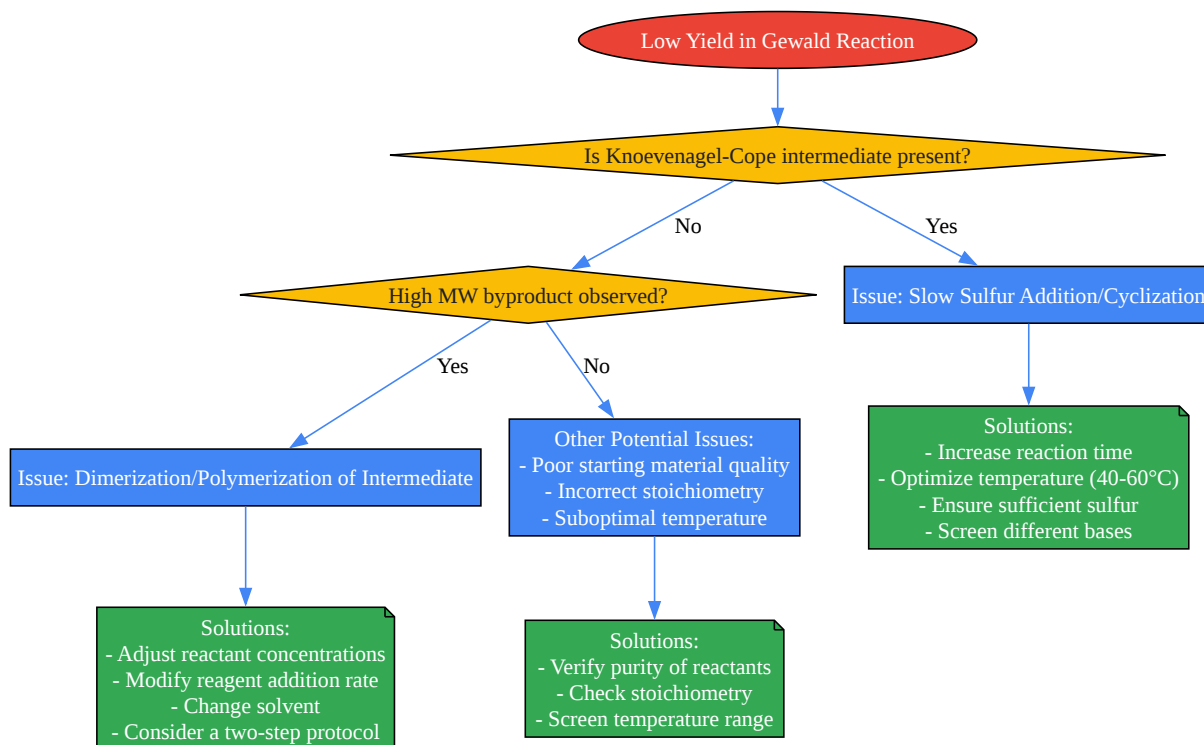 Low Yield in Gewald Reaction
Is Knoevenagel-Cope intermediate present?
No
Yes
High MW byproduct observed?
Issue: Slow Sulfur Addition/Cyclization
Yes
No
Issue: Dimerization/Polymerization of Intermediate
Other Potential Issues:
- Poor starting material quality
- Incorrect stoichiometry
- Suboptimal temperature
Solutions:
- Increase reaction time
- Optimize temperature (40-60°C)
- Ensure sufficient sulfur
- Screen different bases
Solutions:
- Adjust reactant concentrations
- Modify reagent addition rate
- Change solvent
- Consider a two-step protocol
Solutions:
- Verify purity of reactants
- Check stoichiometry
- Screen temperature range